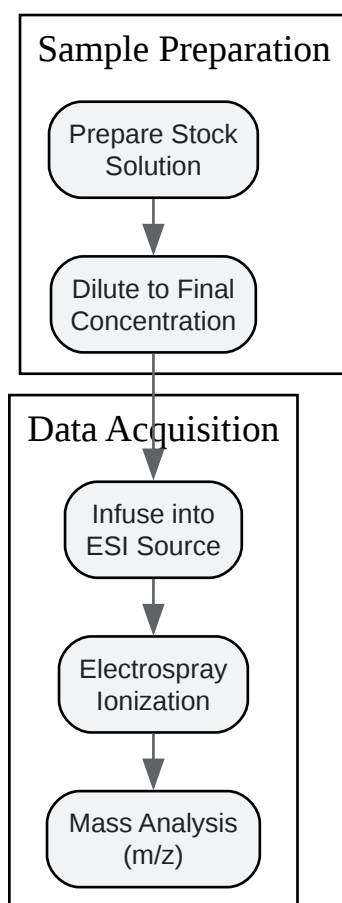 Sample Preparation
Prepare Stock
Solution
Dilute to Final
Concentration
Data Acquisition
Infuse into
ESI Source
Electrospray
Ionization
Mass Analysis
(m/z)